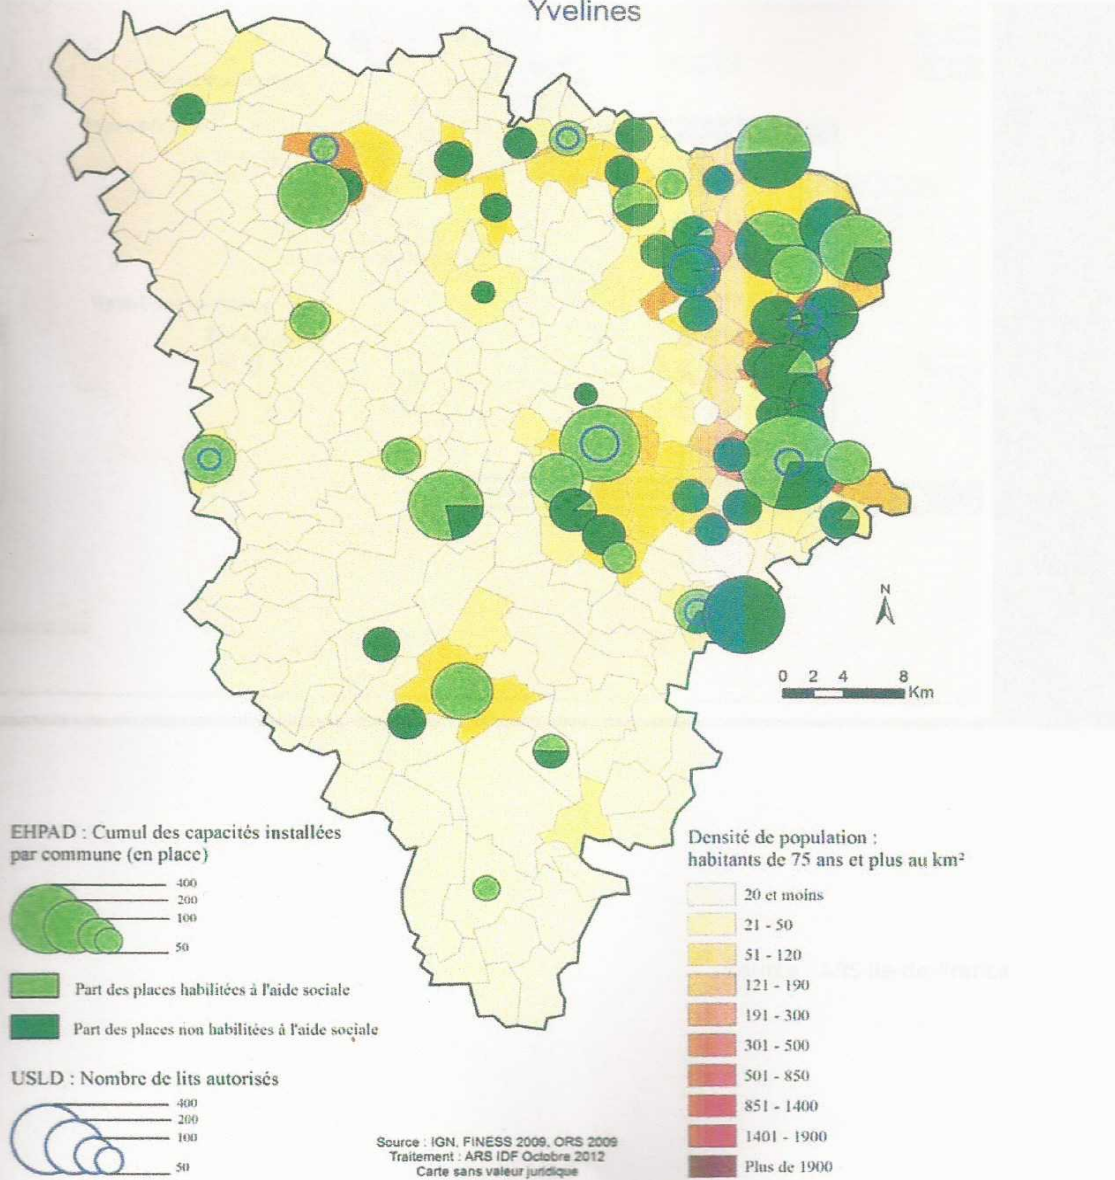 Yvelines
N
0 2 4 8
Km
EHPAD : Cumul des capacités installées
par commune (en place)
400
200
100
50
Part des places habilitées à l'aide sociale
Part des places non habilitées à l'aide sociale
USLD : Nombre de lits autorisés
400
200
100
50
Source : IGN, FINESS 2009, ORS 2009
Traitement : ARS IDF Octobre 2012
Carte sans valeur juridique
Densité de population :
habitants de 75 ans et plus au km²
20 et moins
21 - 50
51 - 120
121 - 190
191 - 300
301 - 500
501 - 850
851 - 1400
1401 - 1900
Plus de 1900